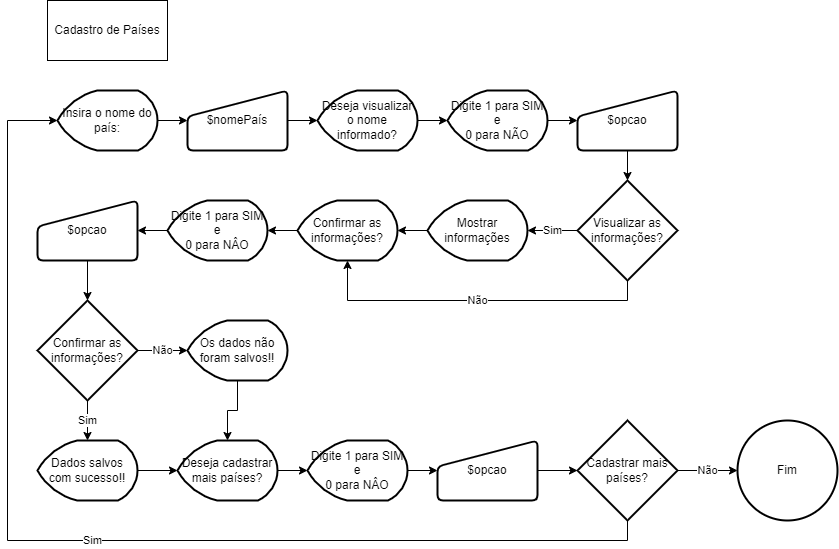 Cadastro de Países
Insira o nome do
país:
$nomePaís
Deseja visualizar
o nome
informado?
Digite 1 para SIM
e
0 para NÃO
$opcao
Visualizar as
informações?
Sim
Mostrar
informações
Confirmar as
informações?
Digite 1 para SIM
e
0 para NÂO
$opcao
Não
Confirmar as
informações?
Não
Os dados não
foram salvos!!
Sim
Dados salvos
com sucesso!!
Deseja cadastrar
mais países?
Digite 1 para SIM
e
0 para NÂO
$opcao
Cadastrar mais
países?
Não
Fim
Sim